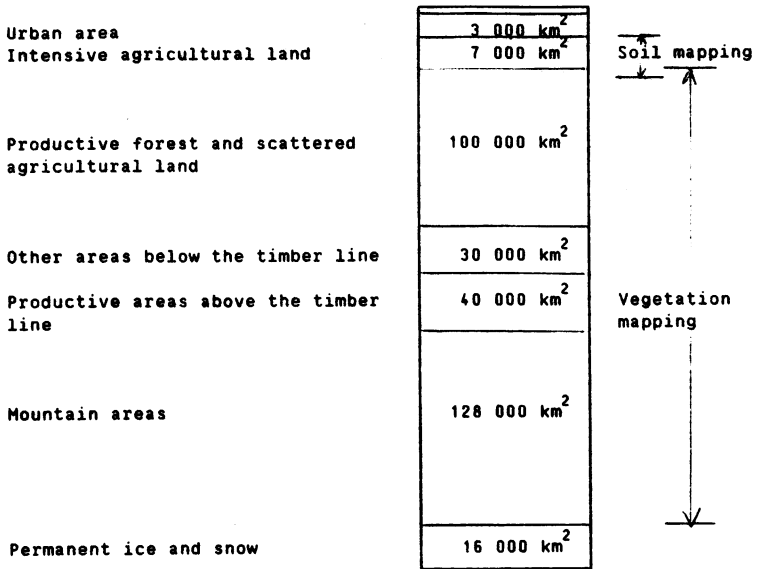 Urban area 3 000 km²
Intensive agricultural land 7 000 km² Soil mapping
Productive forest and scattered 100 000 km²
agricultural land
Other areas below the timber line 30 000 km²
Productive areas above the timber 40 000 km² Vegetation
line mapping
Mountain areas 128 000 km²
Permanent ice and snow 16 000 km²